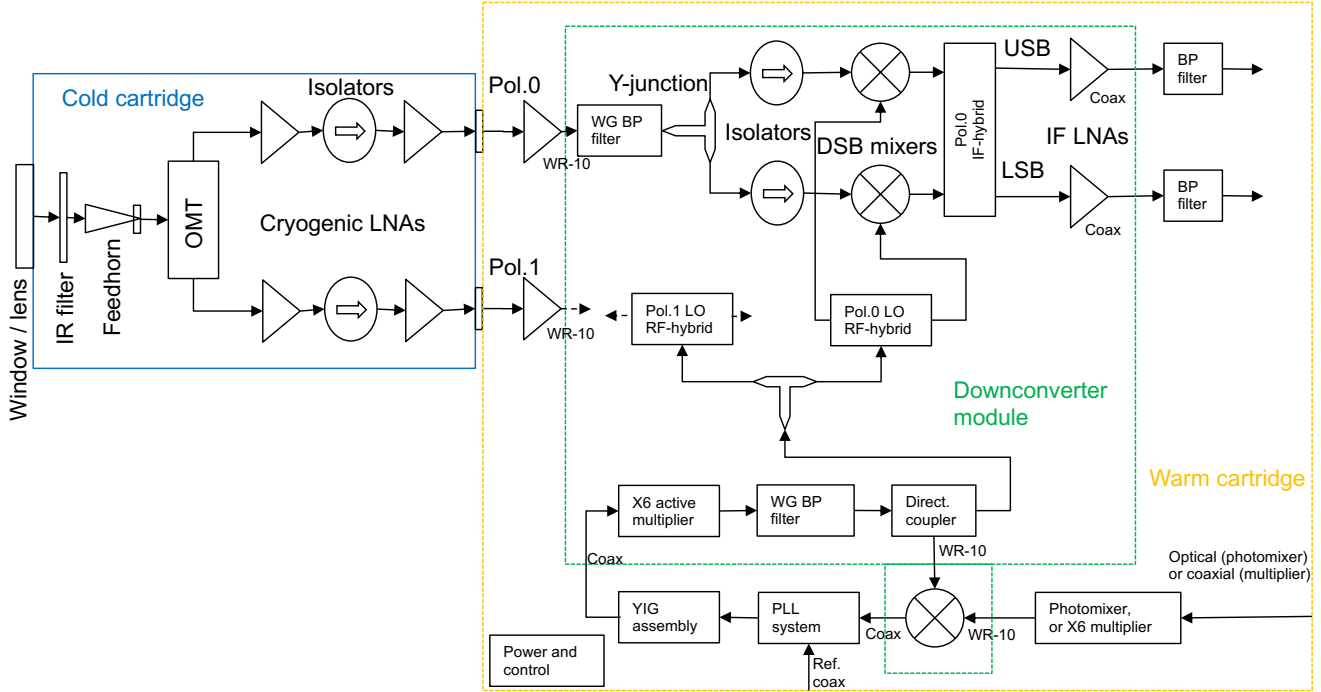 Cold cartridge
Isolators
Cryogenic LNAs
OMT
Window / lens
IR filter
Feedhorn
Pol.0
WR-10
Pol.1
WR-10
WG BP
filter
Y-junction
Isolators
DSB mixers
Pol.0
IF-hybrid
USB
LSB
IF LNAs
Coax
Coax
BP
filter
BP
filter
Pol.1 LO
RF-hybrid
Pol.0 LO
RF-hybrid
Downconverter
module
Warm cartridge
X6 active
multiplier
WG BP
filter
Direct.
coupler
WR-10
Coax
Optical (photomixer)
or coaxial (multiplier)
YIG
assembly
PLL
system
Coax
WR-10
Photomixer,
or X6 multiplier
Power and
control
Ref.
coax